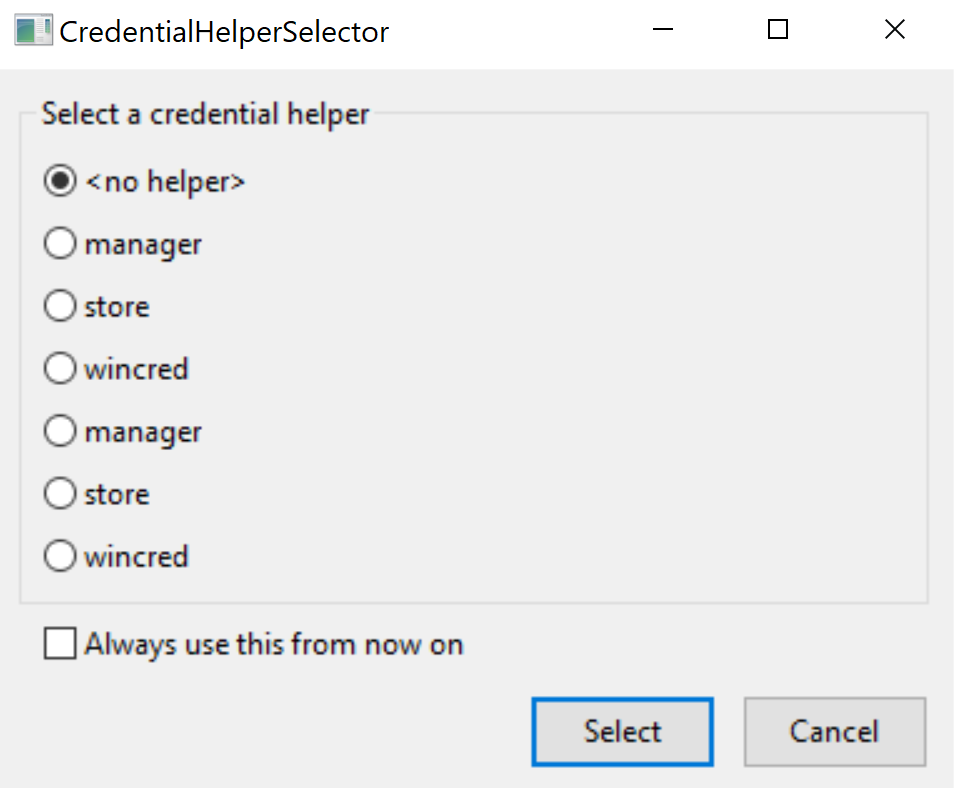 CredentialHelperSelector
Select a credential helper
<no helper>
manager
store
wincred
manager
store
wincred
Always use this from now on
Select
Cancel